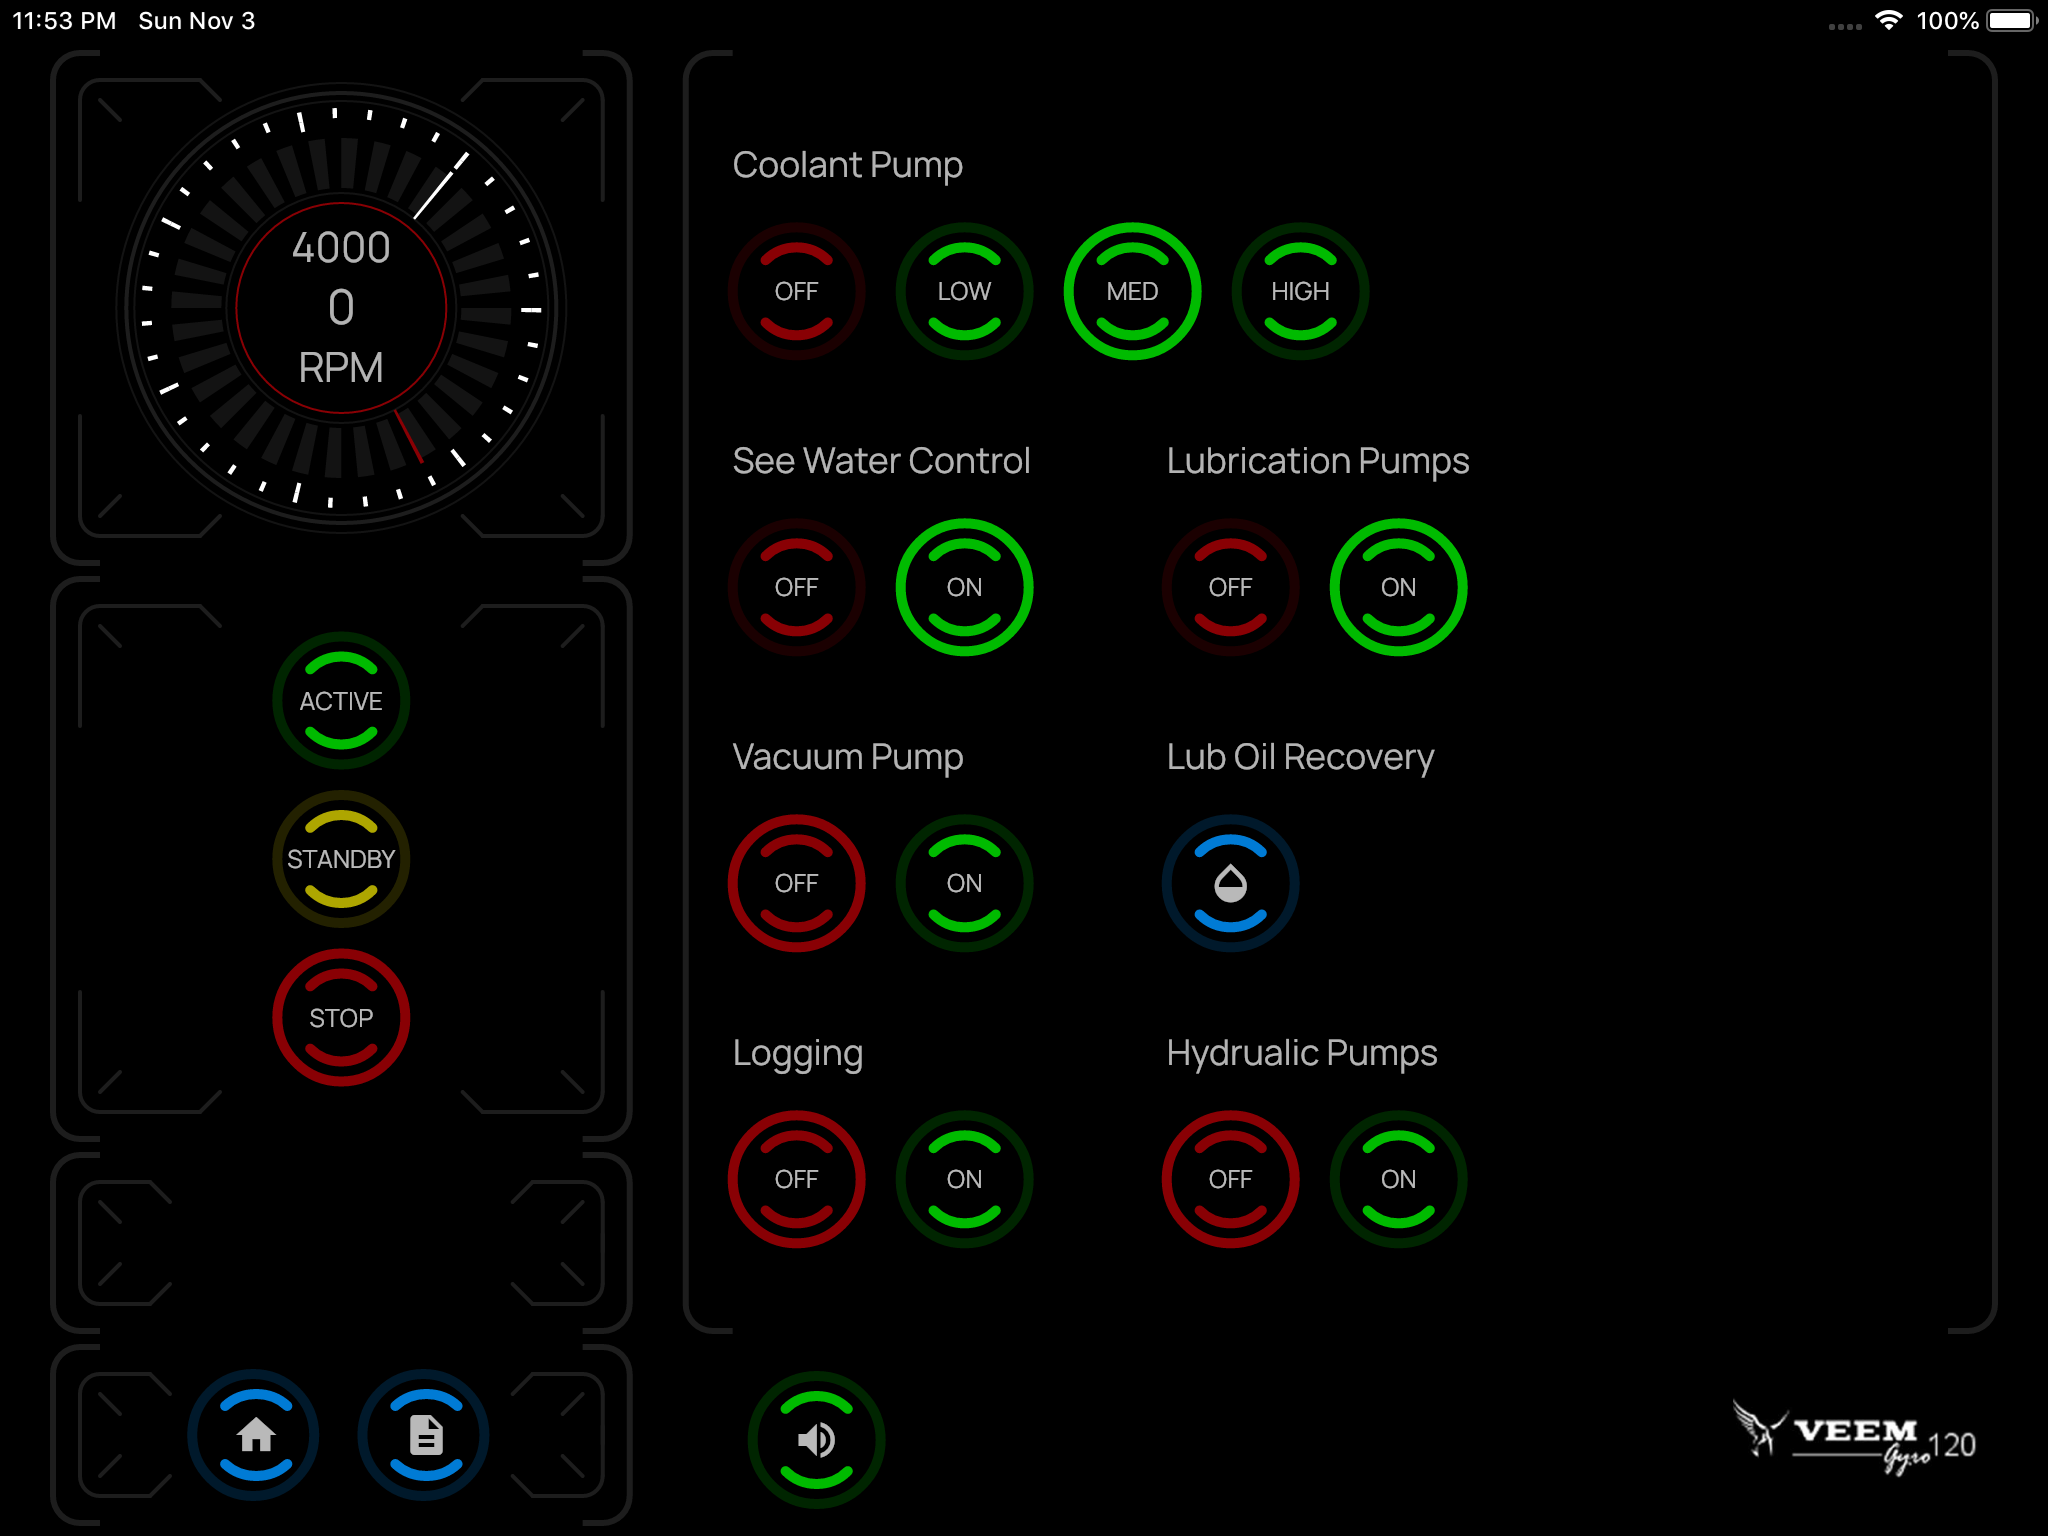 11:53 PM Sun Nov 3
100%
4000
0
RPM
ACTIVE
STANDBY
STOP
Coolant Pump
OFF LOW MED HIGH
See Water Control
OFF ON
Lubrication Pumps
OFF ON
Vacuum Pump
OFF ON
Lub Oil Recovery
Logging
OFF ON
Hydrualic Pumps
OFF ON
VEEM
Gyro 120